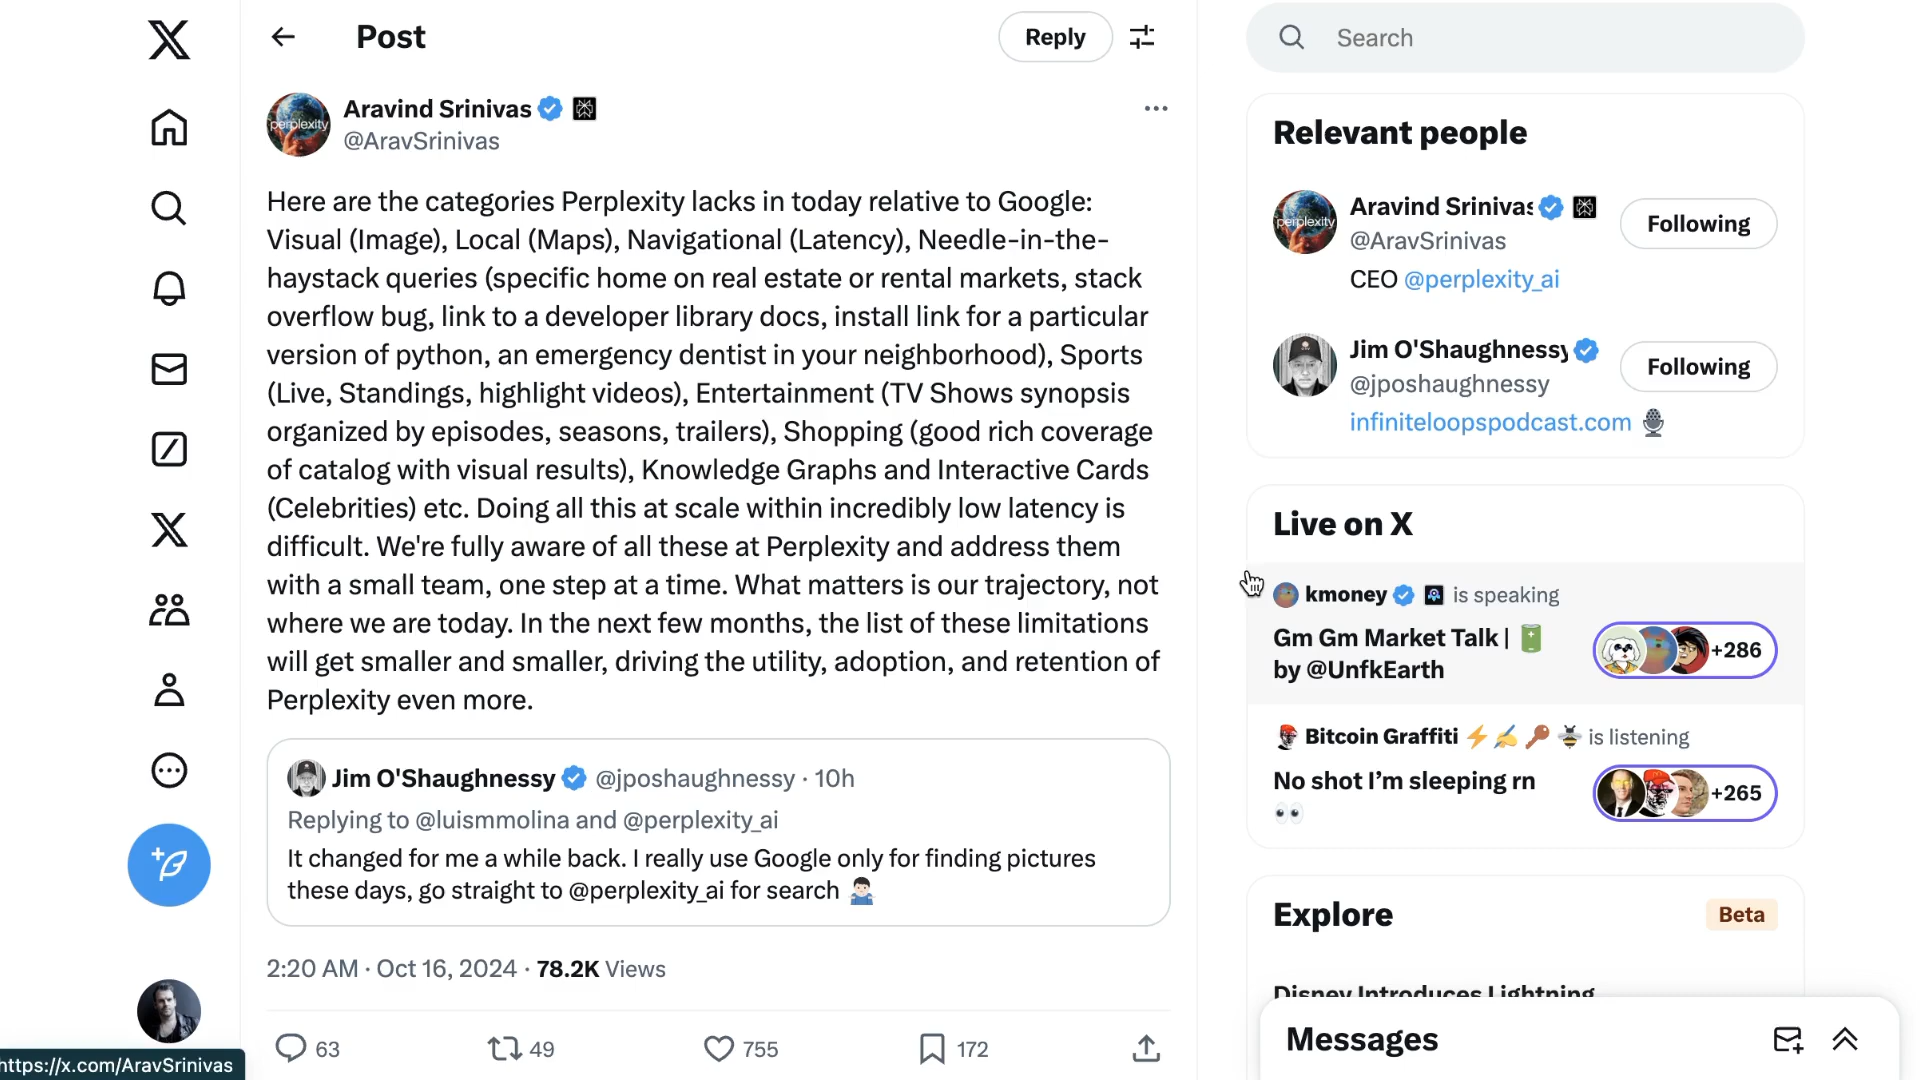 Post
Reply
Search
Aravind Srinivas
@AravSrinivas
Here are the categories Perplexity lacks in today relative to Google:
Visual (Image), Local (Maps), Navigational (Latency), Needle-in-the-
haystack queries (specific home on real estate or rental markets, stack
overflow bug, link to a developer library docs, install link for a particular
version of python, an emergency dentist in your neighborhood), Sports
(Live, Standings, highlight videos), Entertainment (TV Shows synopsis
organized by episodes, seasons, trailers), Shopping (good rich coverage
of catalog with visual results), Knowledge Graphs and Interactive Cards
(Celebrities) etc. Doing all this at scale within incredibly low latency is
difficult. We're fully aware of all these at Perplexity and address them
with a small team, one step at a time. What matters is our trajectory, not
where we are today. In the next few months, the list of these limitations
will get smaller and smaller, driving the utility, adoption, and retention of
Perplexity even more.
Jim O'Shaughnessy @jposhaughnessy · 10h
Replying to @luismmolina and @perplexity_ai
It changed for me a while back. I really use Google only for finding pictures
these days, go straight to @perplexity_ai for search 🤷🏻‍♂️
2:20 AM · Oct 16, 2024 · 78.2K Views
63
49
755
172
https://x.com/AravSrinivas
perplexity
Relevant people
perplexity
Aravind Srinivas
@AravSrinivas
Following
CEO @perplexity_ai
Jim O'Shaughnessy
@jposhaughnessy
Following
infiniteloopspodcast.com 🎙️
Live on X
kmoney is speaking
Gm Gm Market Talk | 🔋
by @UnfkEarth
+286
Bitcoin Graffiti ⚡✍🏼🔑🐝 is listening
No shot I’m sleeping rn
👀
+265
Explore
Beta
Disney Introduces Lightning
Messages